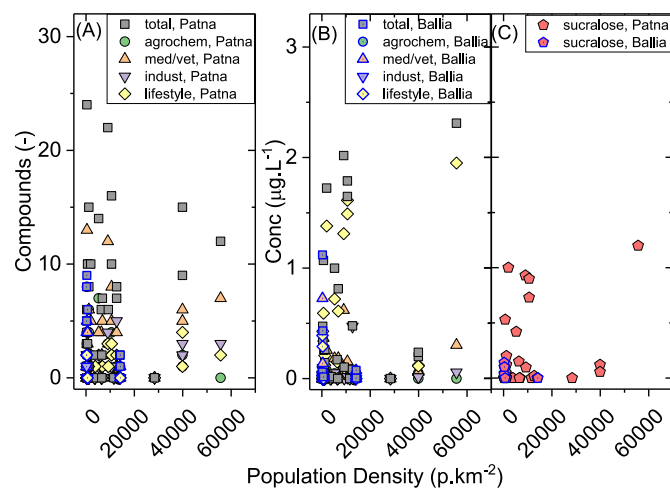 (A)
total, Patna
agrochem, Patna
med/vet, Patna
indust, Patna
lifestyle, Patna
(B)
total, Ballia
agrochem, Ballia
med/vet, Ballia
indust, Ballia
lifestyle, Ballia
(C)
sucralose, Patna
sucralose, Ballia
Compounds (-)
30
20
10
0
Conc (µg.L-1)
3
2
1
0
0 20000 40000 60000
0 20000 40000 60000
0 20000 40000 60000
Population Density (p.km-2)